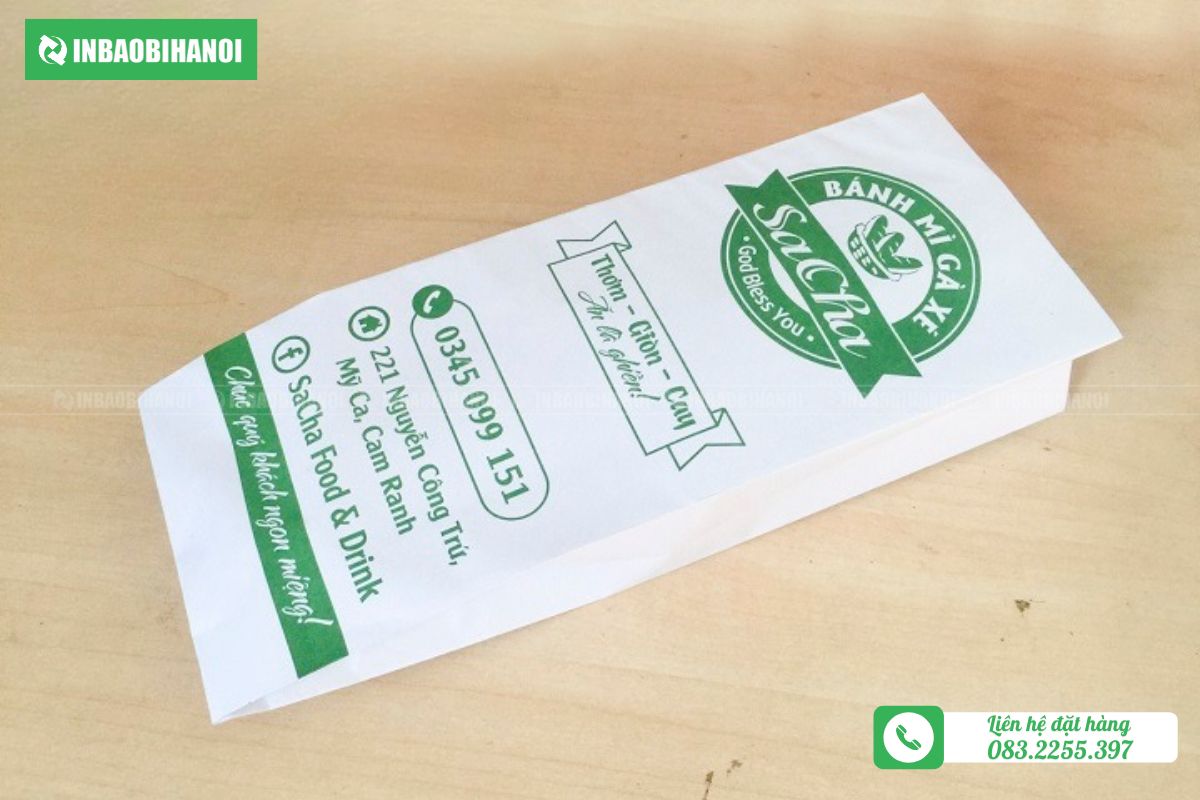 INBAOBIHANOI
BÁNH MÌ GÀ XÉ
SaCha
God Bless You
Thơm - Giòn - Cay
Ăn là ghiền!
0345 099 151
221 Nguyễn Công Trứ,
Mỹ Ca, Cam Ranh
SaCha Food & Drink
Chúc quý khách ngon miệng!
INBAOBIHANOI
INBAOBIHANOI
Liên hệ đặt hàng
083.2255.397